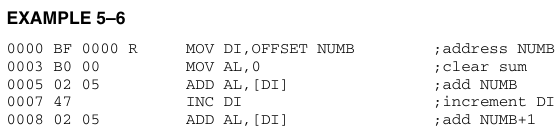 EXAMPLE 5–6
0000 BF 0000 R MOV DI,OFFSET NUMB ;address NUMB
0003 B0 00 MOV AL,0 ;clear sum
0005 02 05 ADD AL,[DI] ;add NUMB
0007 47 INC DI ;increment DI
0008 02 05 ADD AL,[DI] ;add NUMB+1